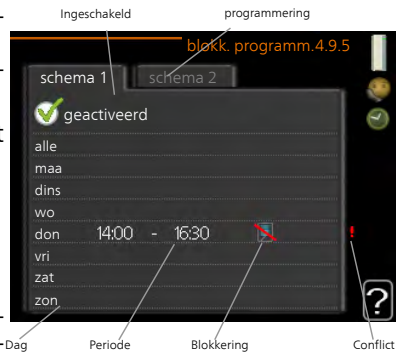 Ingeschakeld programmering
blokk. programm.4.9.5
schema 1 schema 2
geactiveerd
alle
maa
dins
wo
don 14:00 - 16:30 !
vri
zat
zon
?
Dag Periode Blokkering Conflict